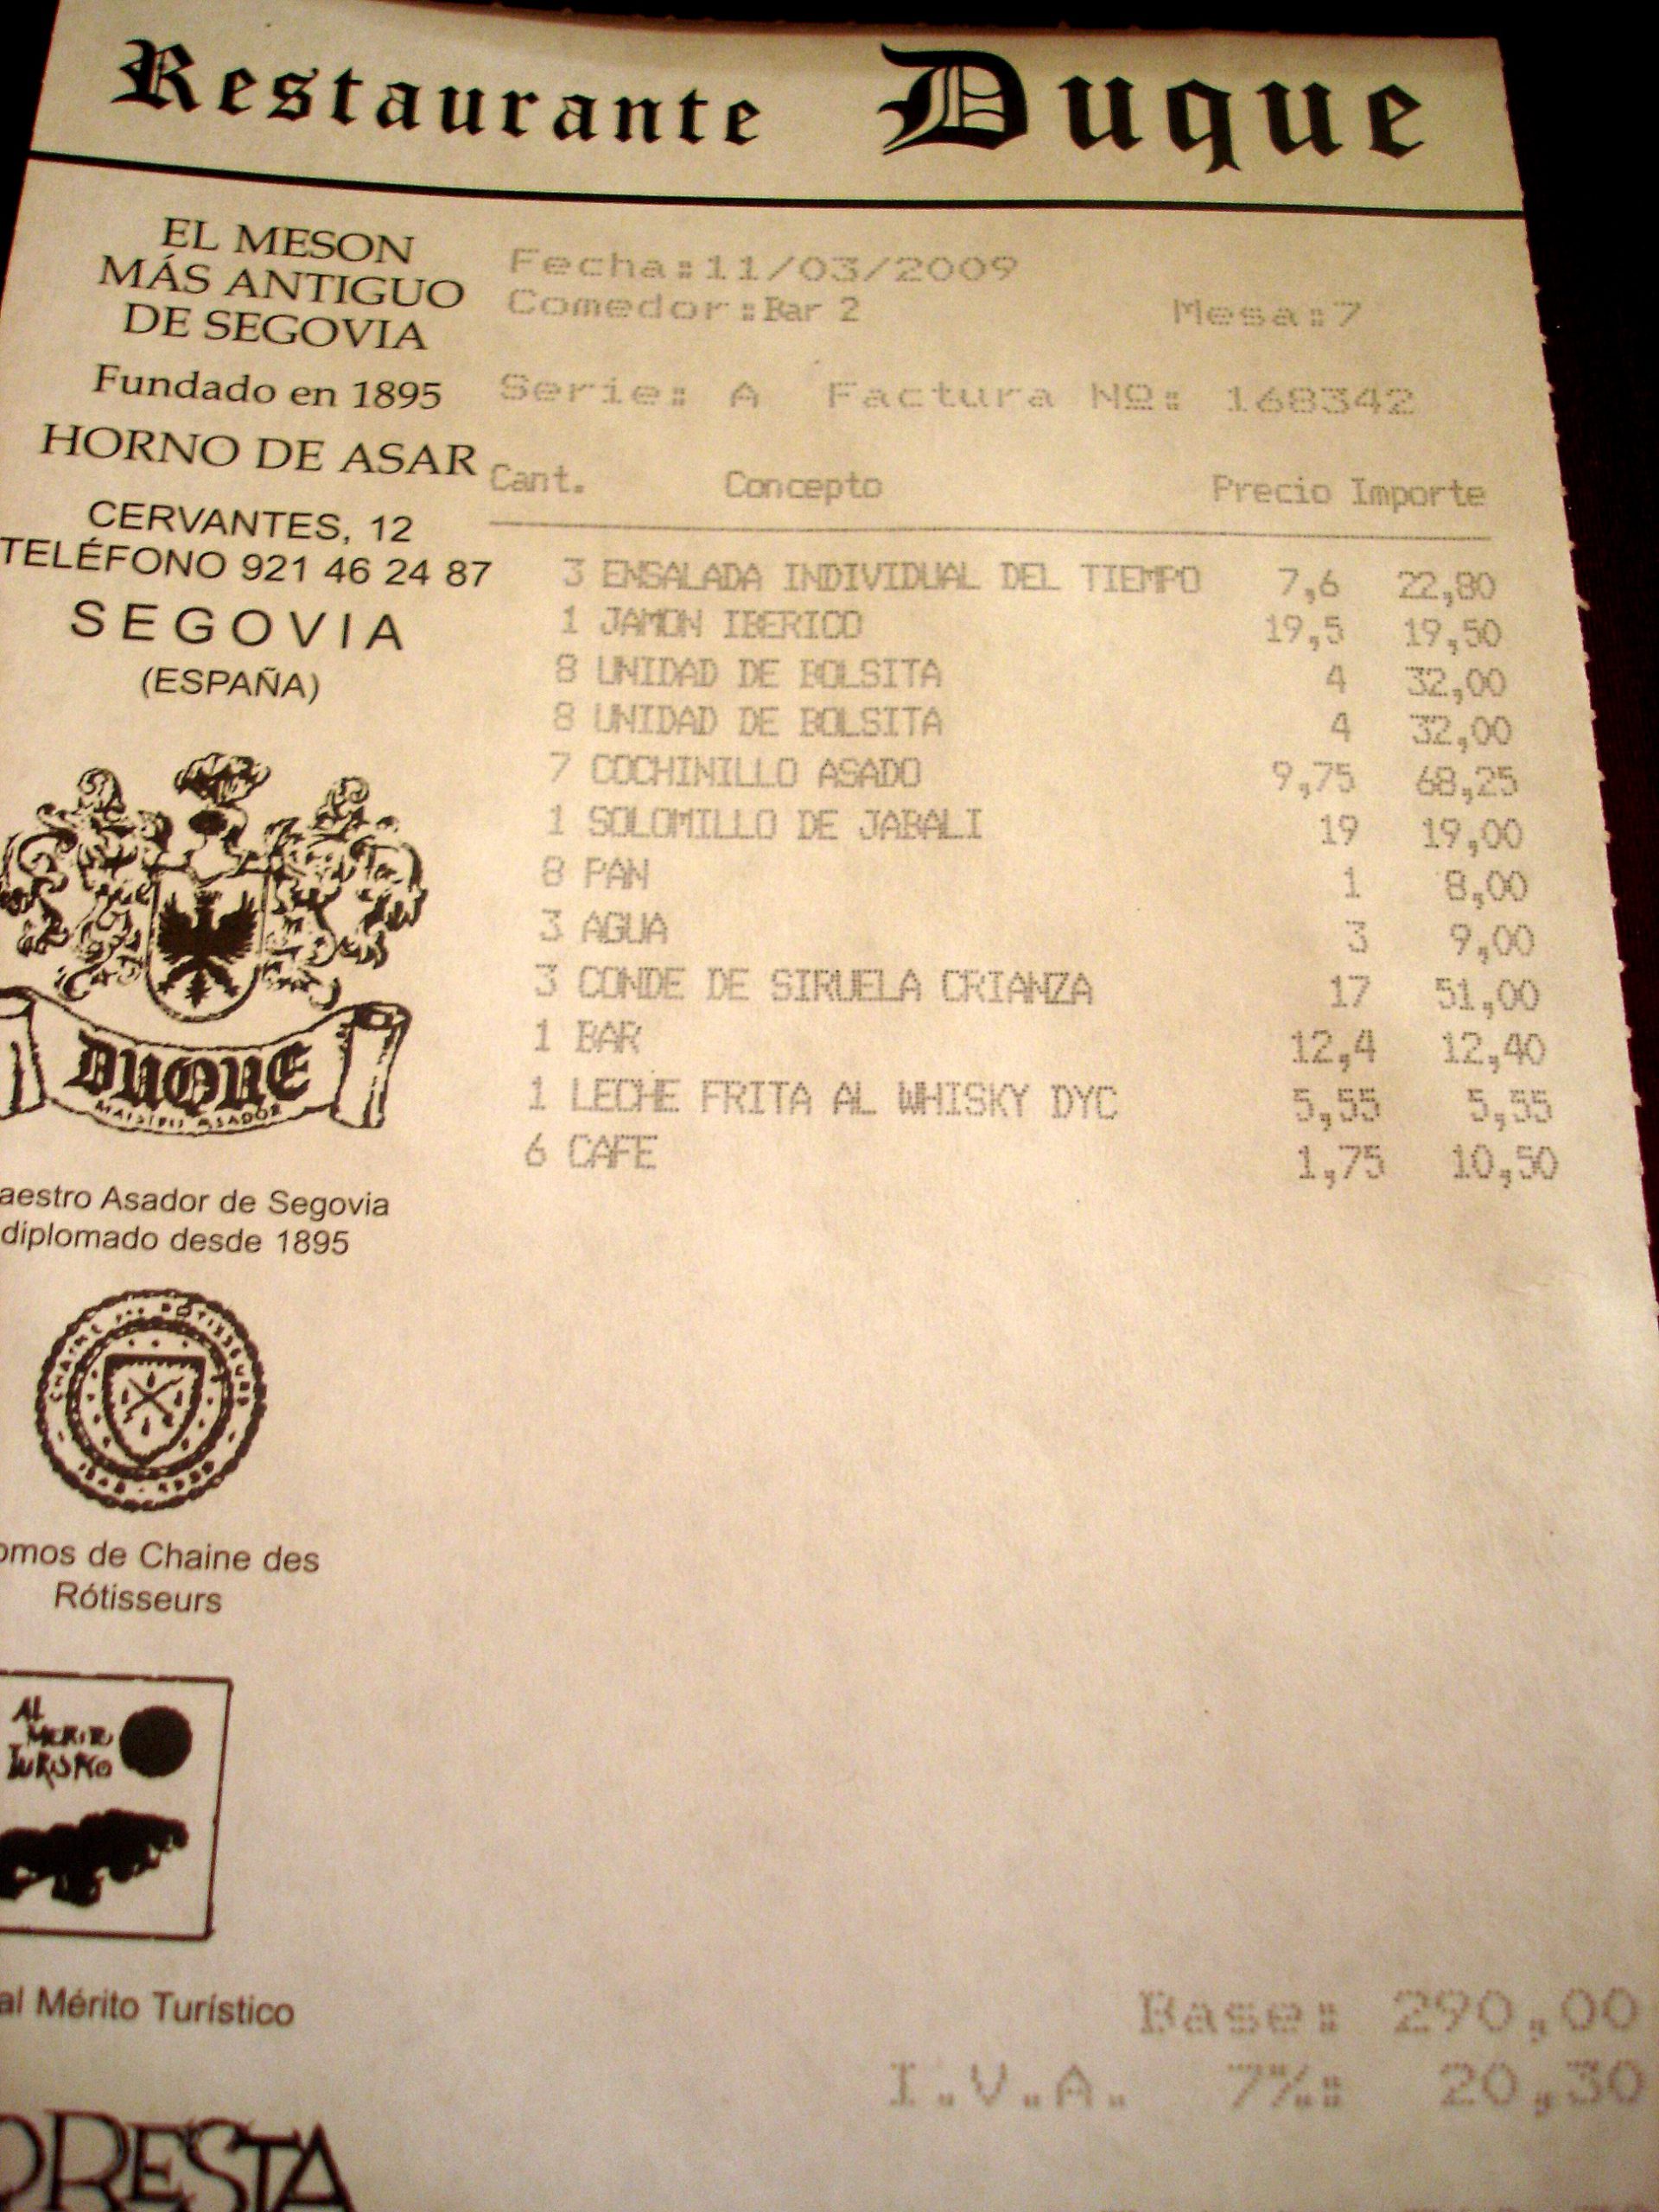 Restaurante Duque
EL MESON
MÁS ANTIGUO
DE SEGOVIA
Fundado en 1895
HORNO DE ASAR
CERVANTES, 12
TELÉFONO 921 46 24 87
SEGOVIA
(ESPAÑA)
DUQUE
aestro Asador de Segovia
diplomado desde 1895
omos de Chaine des
Rótisseurs
AL
MERITO
TURISTICO
al Mérito Turístico
ORESTA
Fecha:11/03/2009
Comedor:Bar 2 Mesa:7
Serie: A Factura Nº: 168342
Cant. Concepto Precio Importe
3 ENSALADA INDIVIDUAL DEL TIEMPO 7,6 22,80
1 JAMON IBERICO 19,5 19,50
8 UNIDAD DE BOLSITA 4 32,00
8 UNIDAD DE BOLSITA 4 32,00
7 COCHINILLO ASADO 9,75 68,25
1 SOLOMILLO DE JABALI 19 19,00
8 PAN 1 8,00
3 AGUA 3 9,00
3 CONDE DE SIRUELA CRIANZA 17 51,00
1 BAR 12,4 12,40
1 LECHE FRITA AL WHISKY DYC 5,55 5,55
6 CAFE 1,75 10,50
Base: 290,00
I.V.A. 7%: 20,30